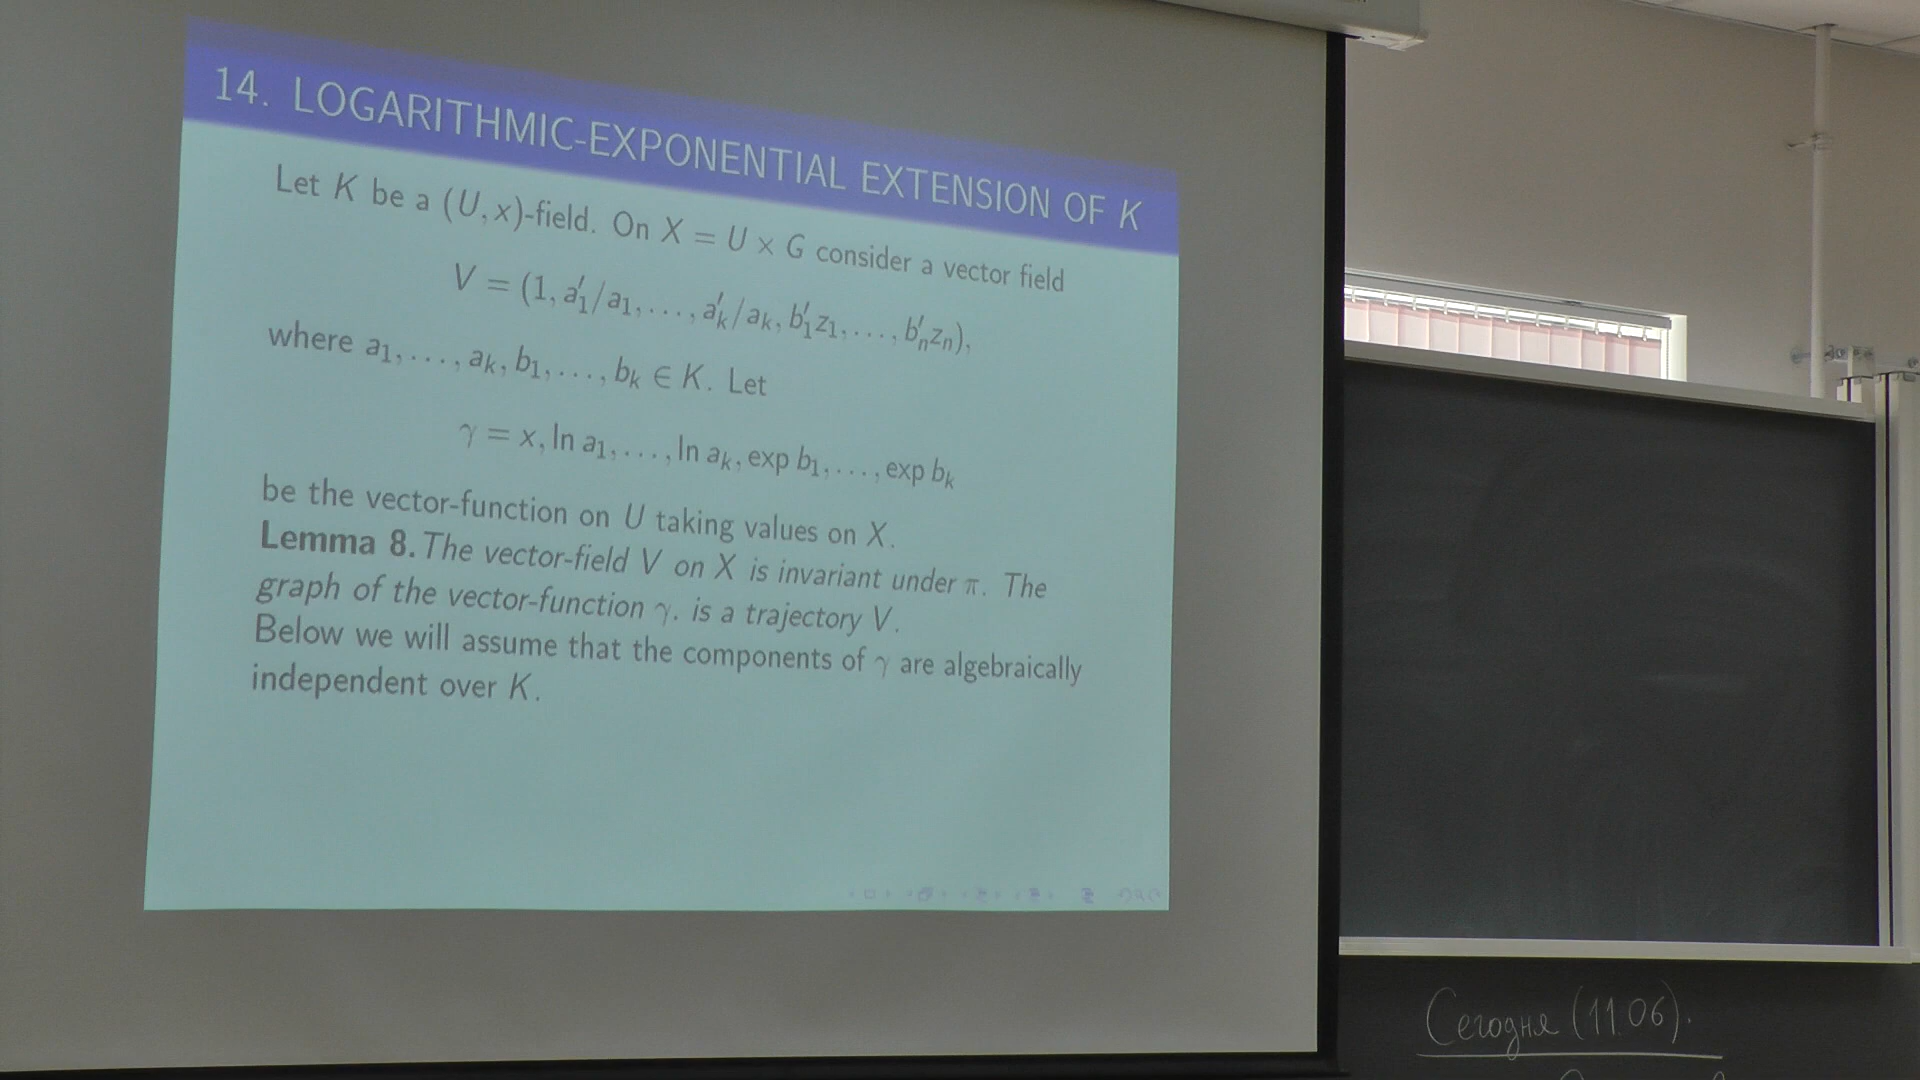 14. LOGARITHMIC-EXPONENTIAL EXTENSION OF K
Let K be a (U, x)-field. On X = U × G consider a vector field
V = (1, a′₁/a₁, . . . , a′ₖ/aₖ, b′₁z₁, . . . , b′ₙzₙ),
where a₁, . . . , aₖ, b₁, . . . , bₖ ∈ K. Let
γ = x, ln a₁, . . . , ln aₖ, exp b₁, . . . , exp bₖ
be the vector-function on U taking values on X.
Lemma 8. The vector-field V on X is invariant under π. The
graph of the vector-function γ. is a trajectory V.
Below we will assume that the components of γ are algebraically
independent over K.
Сегодня (11.06).